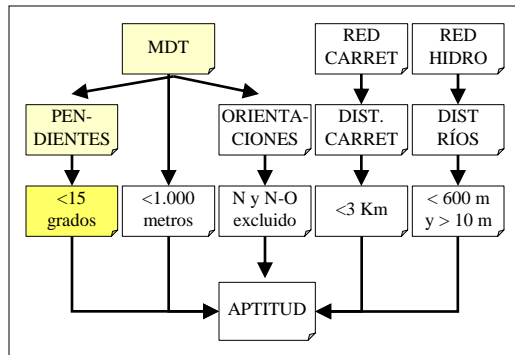 MDT
RED
CARRET
RED
HIDRO
PEN-
DIENTES
ORIENTA-
CIONES
DIST.
CARRET
DIST
RÍOS
<15
grados
<1.000
metros
N y N-O
excluido
<3 Km
< 600 m
y > 10 m
APTITUD